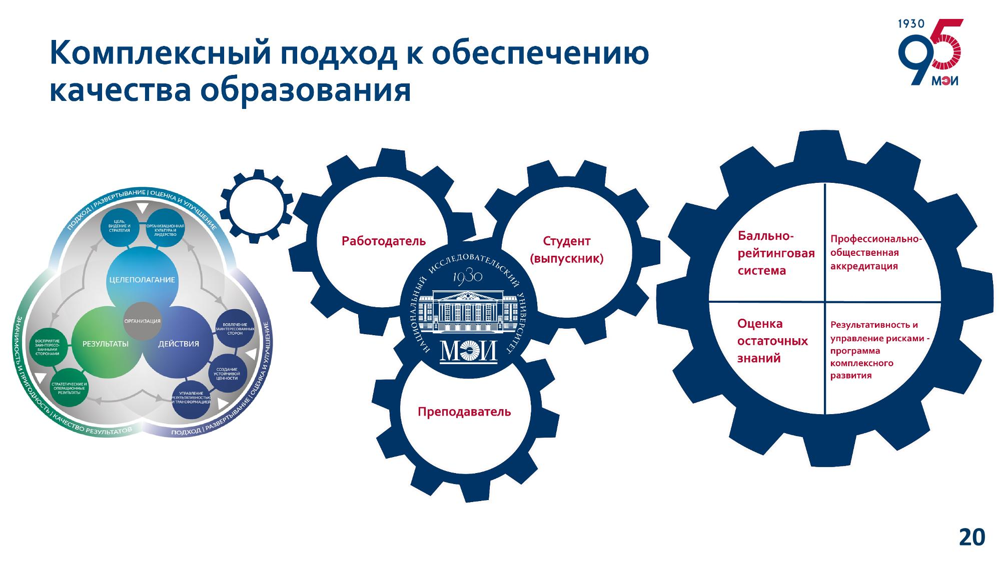 Комплексный подход к обеспечению
качества образования
1930
95
МЭИ
ПОДХОД | РАЗВЕРТЫВАНИЕ | ОЦЕНКА И УЛУЧШЕНИЕ
ЦЕЛЬ,
ВИДЕНИЕ И
СТРАТЕГИЯ
ОРГАНИЗАЦИОННАЯ
КУЛЬТУРА И
ЛИДЕРСТВО
ЦЕЛЕПОЛАГАНИЕ
ОРГАНИЗАЦИЯ
РЕЗУЛЬТАТЫ
ДЕЙСТВИЯ
ВОВЛЕЧЕНИЕ
ЗАИНТЕРЕСОВАННЫХ
СТОРОН
СОЗДАНИЕ
УСТОЙЧИВОЙ
ЦЕННОСТИ
УПРАВЛЕНИЕ
РЕЗУЛЬТАТИВНОСТЬЮ
И ТРАНСФОРМАЦИЕЙ
ВОСПРИЯТИЕ
ЗАИНТЕРЕСО-
ВАННЫМИ
СТОРОНАМИ
СТРАТЕГИЧЕСКИЕ И
ОПЕРАЦИОННЫЕ
РЕЗУЛЬТАТЫ
ЗНАЧИМОСТЬ И ПРИГОДНОСТЬ | КАЧЕСТВО РЕЗУЛЬТАТОВ
ПОДХОД | РАЗВЕРТЫВАНИЕ | ОЦЕНКА И УЛУЧШЕНИЕ
Работодатель
Студент
(выпускник)
НАЦИОНАЛЬНЫЙ ИССЛЕДОВАТЕЛЬСКИЙ УНИВЕРСИТЕТ
1930
МЭИ
Преподаватель
Балльно-
рейтинговая
система
Профессионально-
общественная
аккредитация
Оценка
остаточных
знаний
Результативность и
управление рисками -
программа
комплексного
развития
20